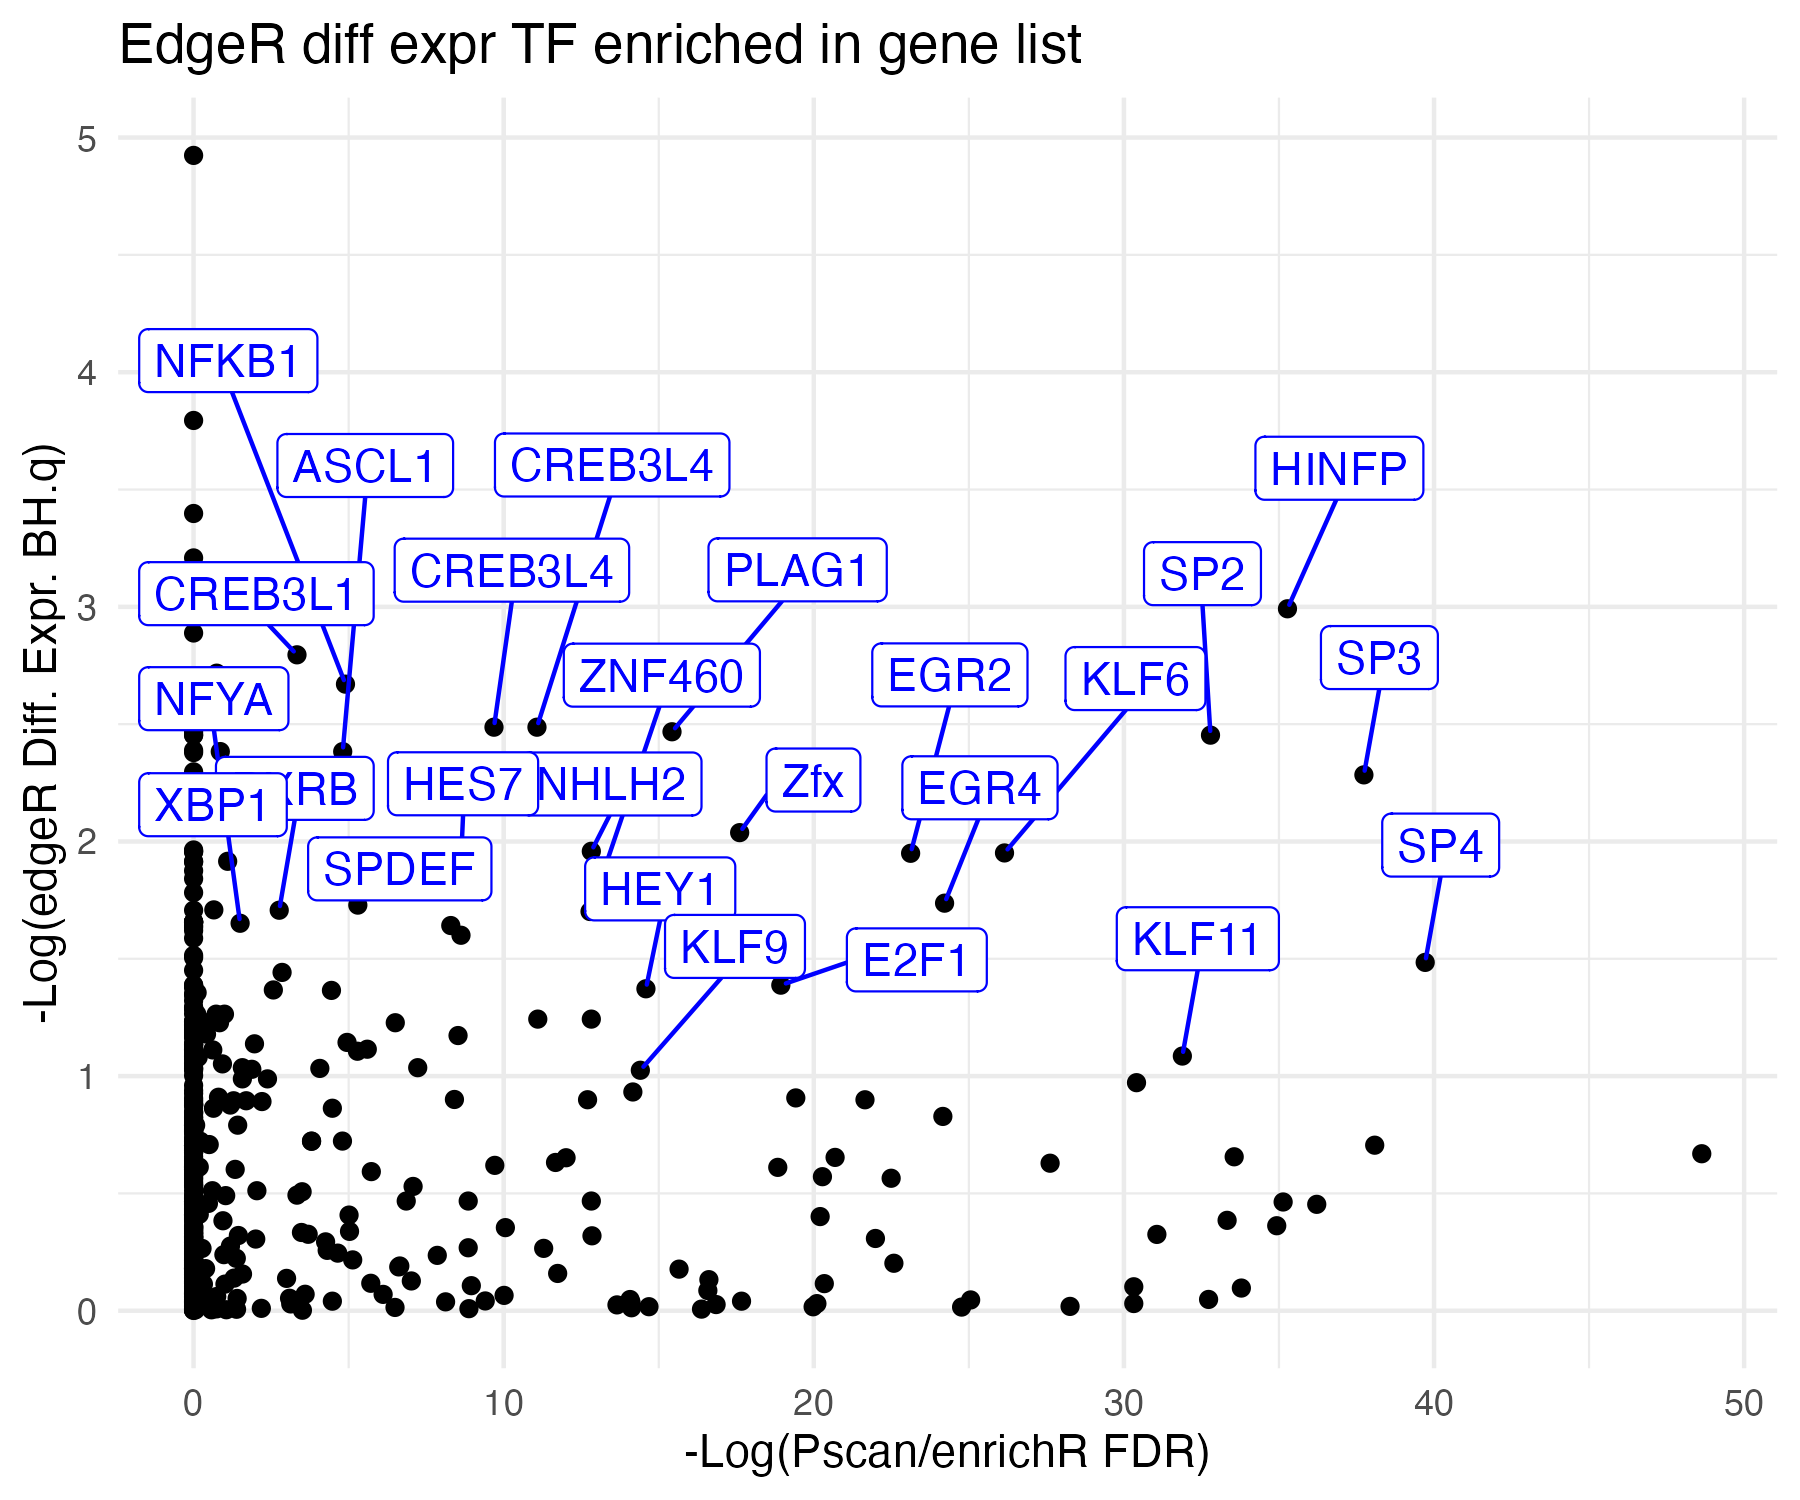 EdgeR diff expr TF enriched in gene list
-Log(edgeR Diff. Expr. BH.q)
5
4
3
2
1
0
NFKB1
ASCL1
CREB3L4
HINFP
CREB3L1
CREB3L4
PLAG1
SP2
SP3
NFYA
ZNF460
EGR2
KLF6
XBP1
XRB
HES7
NHLH2
Zfx
EGR4
SPDEF
SP4
HEY1
KLF9
E2F1
KLF11
0 10 20 30 40 50
-Log(Pscan/enrichR FDR)